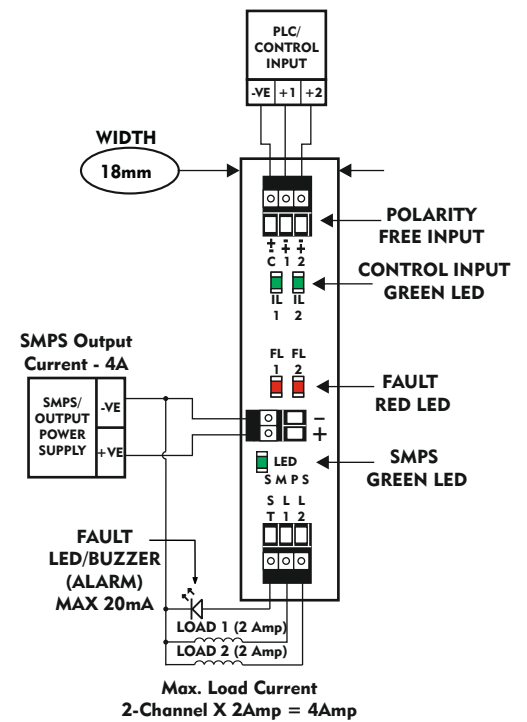 PLC/
CONTROL
INPUT
-VE +1 +2
WIDTH
18mm
POLARITY
FREE INPUT
± ∓ ∓
C 1 2
CONTROL INPUT
GREEN LED
IL IL
1 2
SMPS Output
Current - 4A
FL FL
1 2
FAULT
RED LED
SMPS/
OUTPUT
POWER
SUPPLY
-VE
+VE
−
+
LED
S M P S
SMPS
GREEN LED
S L L
T 1 2
FAULT
LED/BUZZER
(ALARM)
MAX 20mA
LOAD 1 (2 Amp)
LOAD 2 (2 Amp)
Max. Load Current
2-Channel X 2Amp = 4Amp